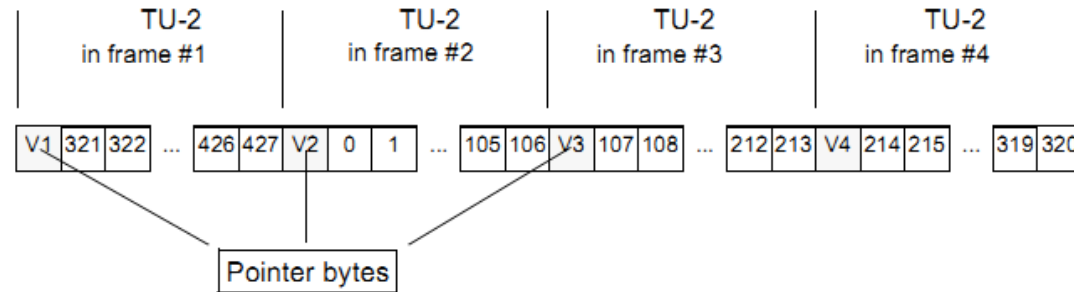 TU-2 TU-2 TU-2 TU-2
in frame #1 in frame #2 in frame #3 in frame #4
V1 321 322 ... 426 427 V2 0 1 ... 105 106 V3 107 108 ... 212 213 V4 214 215 ... 319 320
Pointer bytes